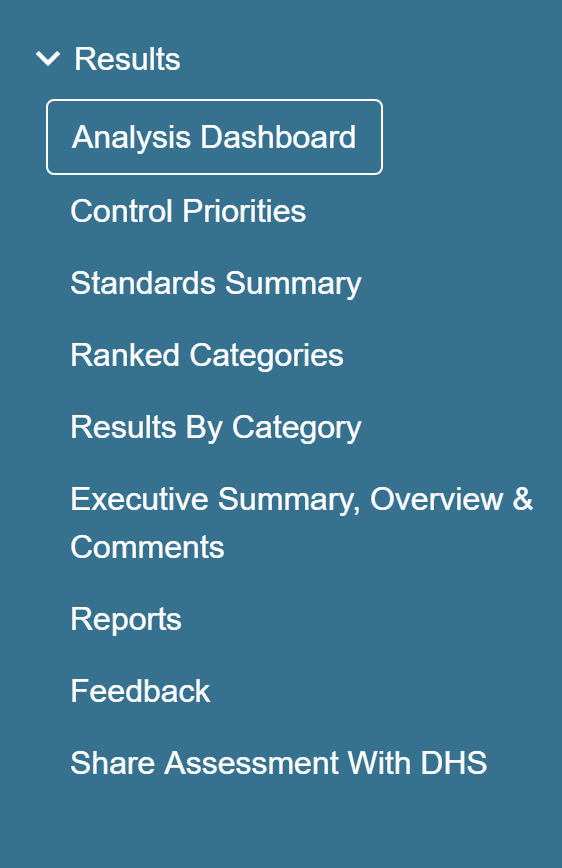 Results
Analysis Dashboard
Control Priorities
Standards Summary
Ranked Categories
Results By Category
Executive Summary, Overview &
Comments
Reports
Feedback
Share Assessment With DHS